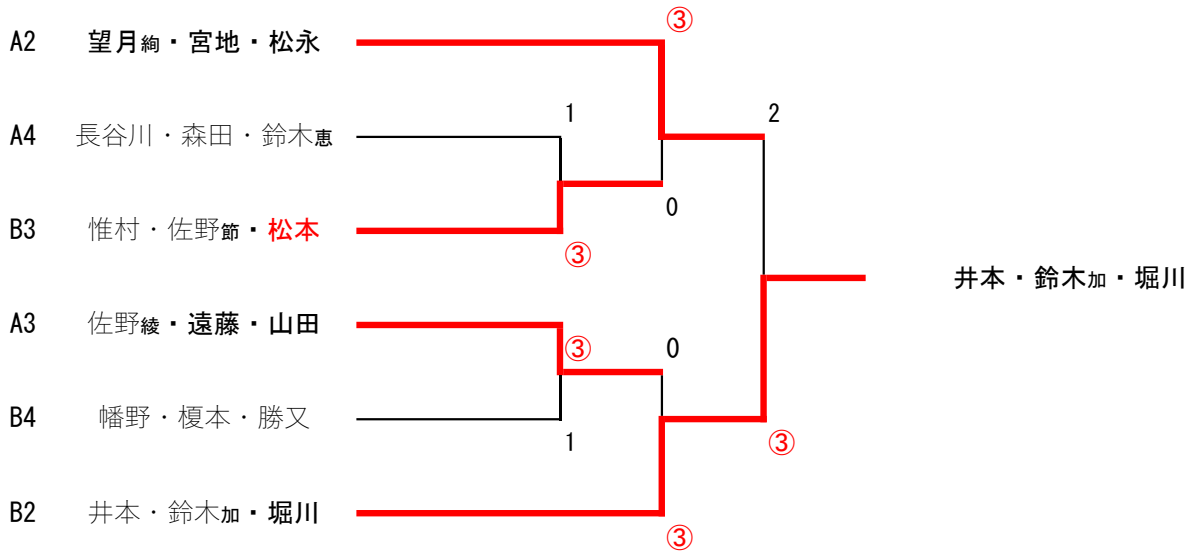 ③
A2 望月絢・宮地・松永
1 2
A4 長谷川・森田・鈴木恵
0
B3 惟村・佐野節・松本
③
井本・鈴木加・堀川
A3 佐野綾・遠藤・山田
③ 0
B4 幡野・榎本・勝又
1 ③
B2 井本・鈴木加・堀川
③